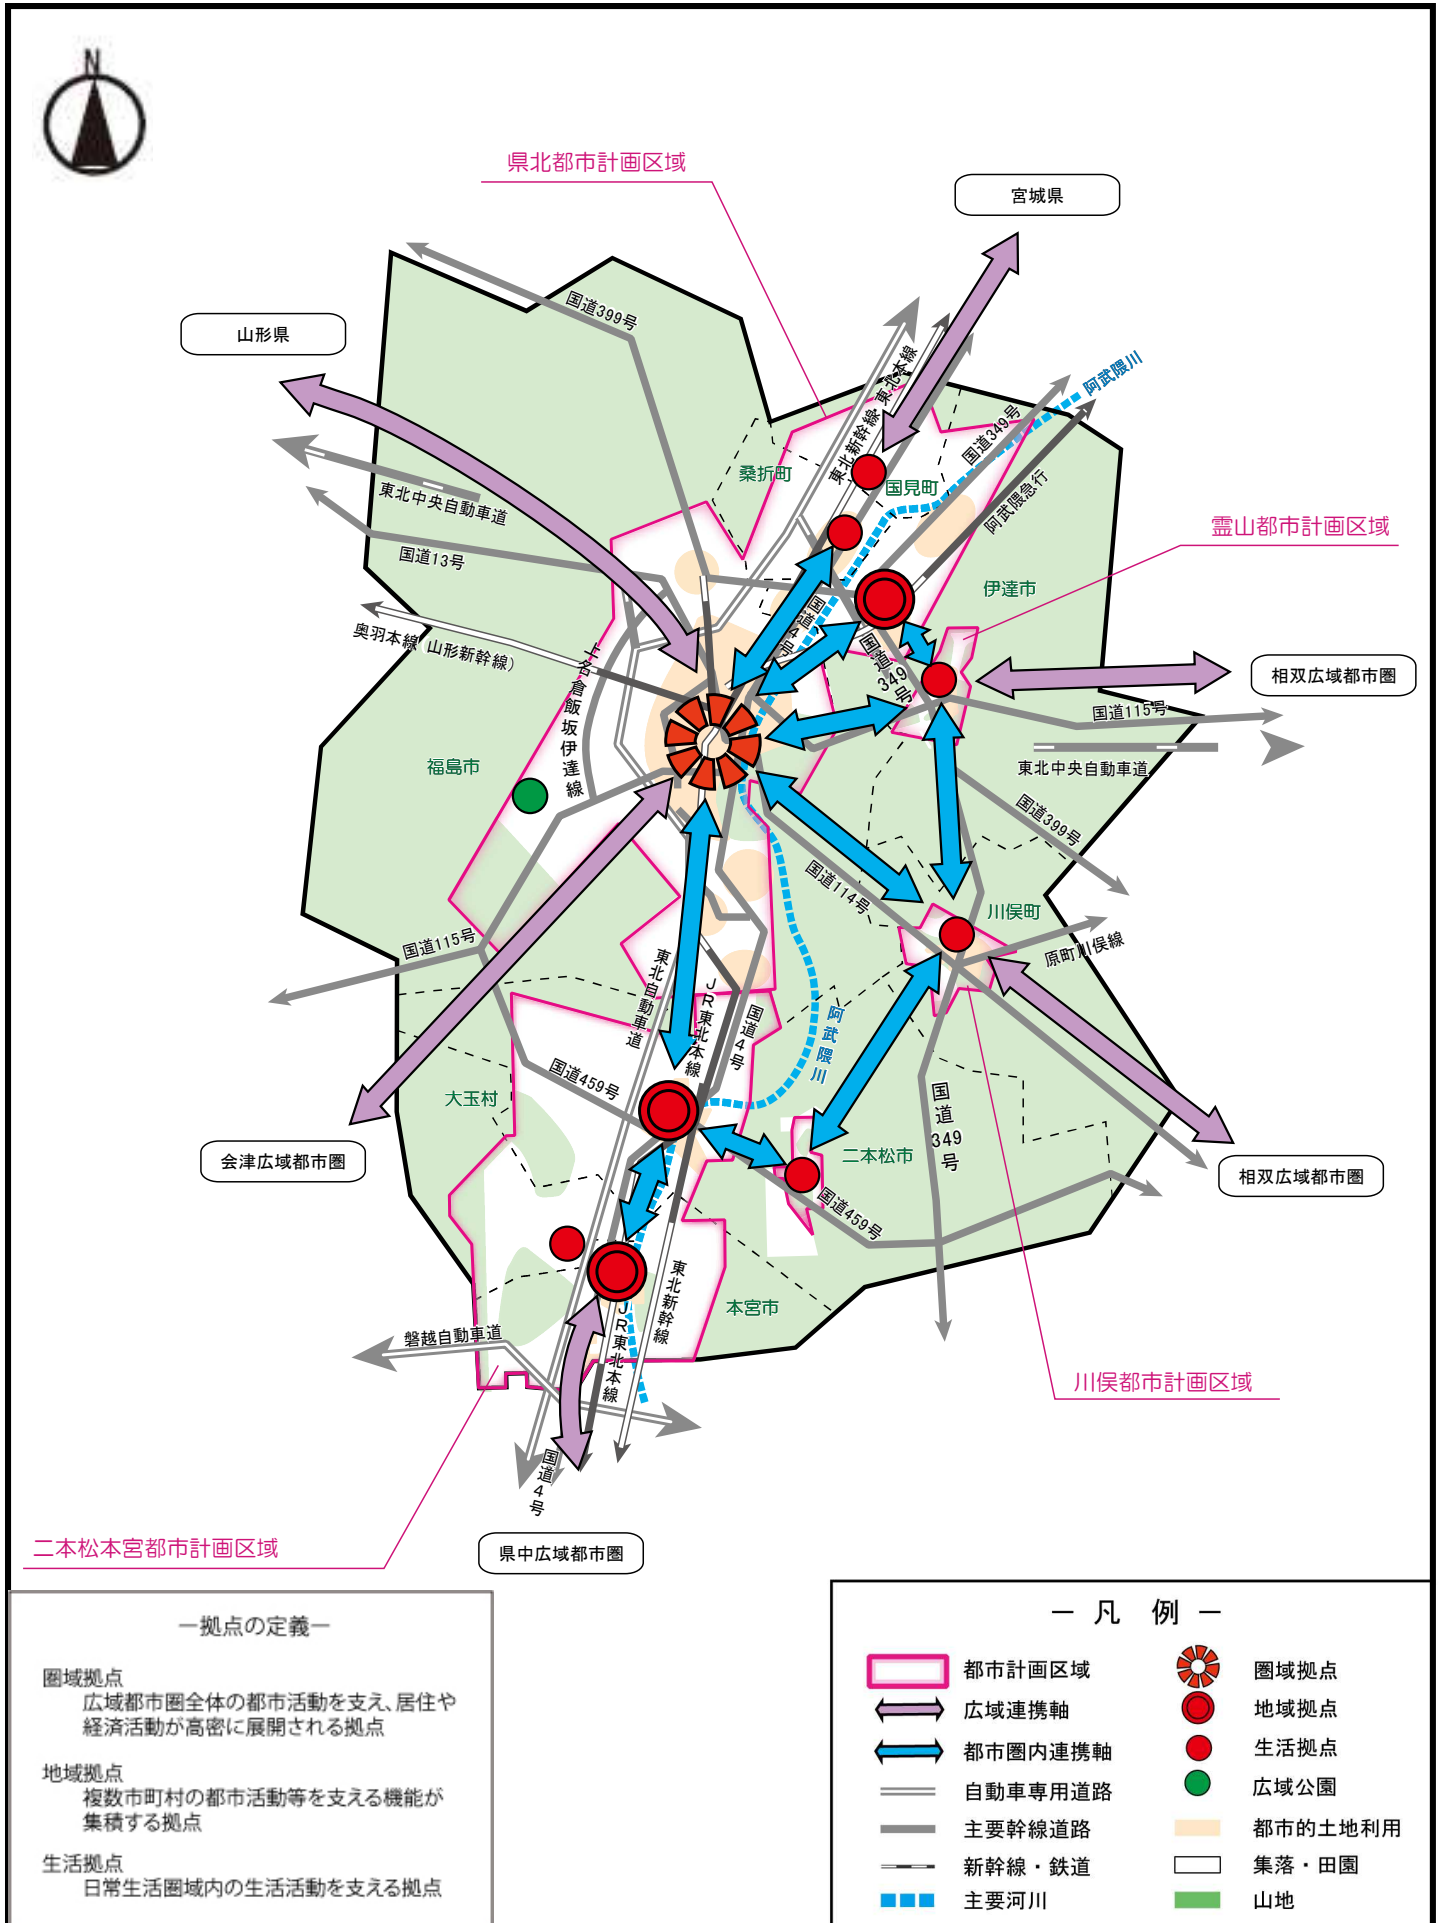 N
県北都市計画区域
宮城県
国道399号
山形県
東北新幹線
東北本線
阿武隈川
国道349号
東北中央自動車道
桑折町
国見町
阿武隈急行
霊山都市計画区域
国道13号
伊達市
奥羽本線(山形新幹線)
上名倉飯坂伊達線
国道4号
国道349号
相双広域都市圏
国道115号
東北中央自動車道
福島市
国道399号
国道114号
川俣町
原町川俣線
国道115号
東北自動車道
JR東北本線
国道4号
阿武隈川
国道459号
大玉村
国道349号
会津広域都市圏
二本松市
相双広域都市圏
国道459号
東北新幹線
本宮市
磐越自動車道
JR東北本線
川俣都市計画区域
国道4号
二本松本宮都市計画区域
県中広域都市圏
―拠点の定義―
圏域拠点
広域都市圏全体の都市活動を支え、居住や
経済活動が高密に展開される拠点
地域拠点
複数市町村の都市活動等を支える機能が
集積する拠点
生活拠点
日常生活圏域内の生活活動を支える拠点
― 凡 例 ―
都市計画区域
広域連携軸
都市圏内連携軸
自動車専用道路
主要幹線道路
新幹線・鉄道
主要河川
圏域拠点
地域拠点
生活拠点
広域公園
都市的土地利用
集落・田園
山地